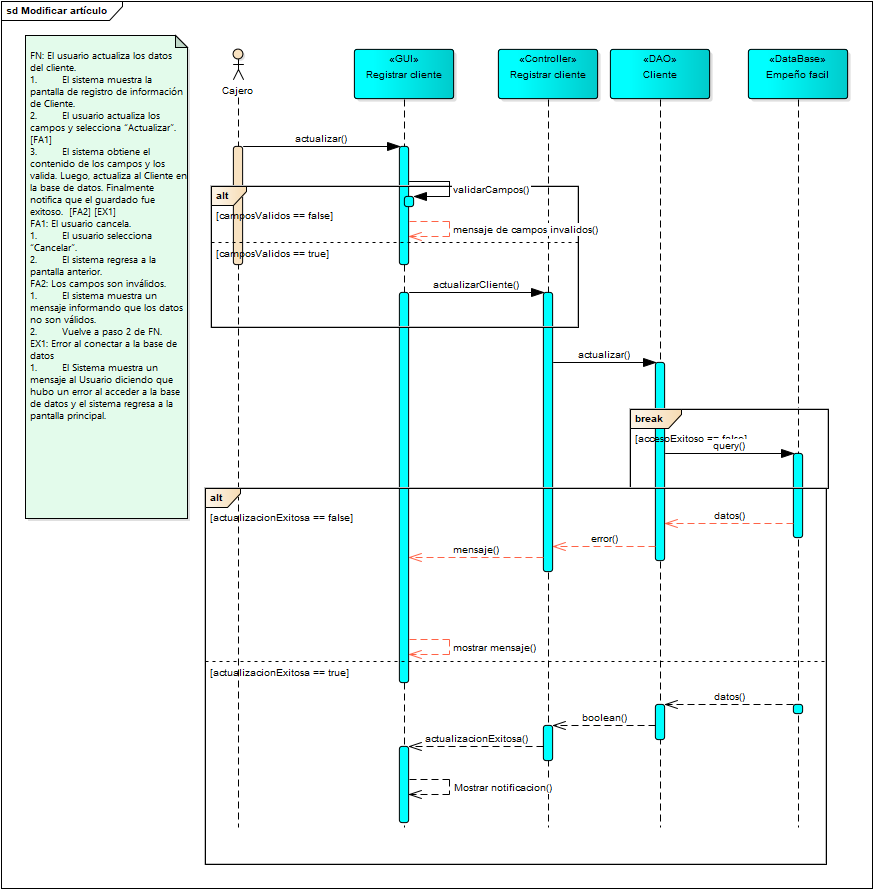 sd Modificar artículo
FN: El usuario actualiza los datos
del cliente.
1. El sistema muestra la
pantalla de registro de información
de Cliente.
2. El usuario actualiza los
campos y selecciona “Actualizar”.
[FA1]
3. El sistema obtiene el
contenido de los campos y los
valida. Luego, actualiza al Cliente en
la base de datos. Finalmente
notifica que el guardado fue
exitoso. [FA2] [EX1]
FA1: El usuario cancela.
1. El usuario selecciona
“Cancelar”.
2. El sistema regresa a la
pantalla anterior.
FA2: Los campos son inválidos.
1. El sistema muestra un
mensaje informando que los datos
no son válidos.
2. Vuelve a paso 2 de FN.
EX1: Error al conectar a la base de
datos
1. El Sistema muestra un
mensaje al Usuario diciendo que
hubo un error al acceder a la base
de datos y el sistema regresa a la
pantalla principal.
Cajero
«GUI»
Registrar cliente
«Controller»
Registrar cliente
«DAO»
Cliente
«DataBase»
Empeño facil
actualizar()
validarCampos()
alt
[camposValidos == false]
mensaje de campos invalidos()
[camposValidos == true]
actualizarCliente()
actualizar()
break
[accesoExitoso == false]
query()
alt
[actualizacionExitosa == false]
datos()
error()
mensaje()
mostrar mensaje()
[actualizacionExitosa == true]
datos()
boolean()
actualizacionExitosa()
Mostrar notificacion()